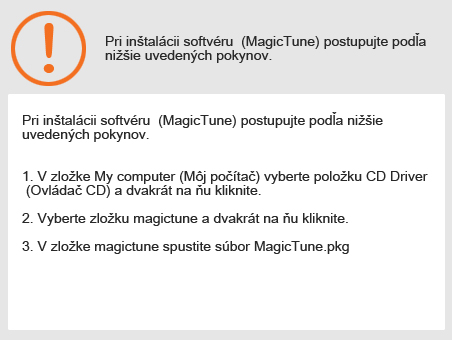 Pri inštalácii softvéru  (MagicTune) postupujte podľa
nižšie uvedených pokynov.
Pri inštalácii softvéru  (MagicTune) postupujte podľa nižšie
uvedených pokynov.
1. V zložke My computer (Môj počítač) vyberte položku CD Driver
(Ovládač CD) a dvakrát na ňu kliknite.
2. Vyberte zložku magictune a dvakrát na ňu kliknite.
3. V zložke magictune spustite súbor MagicTune.pkg